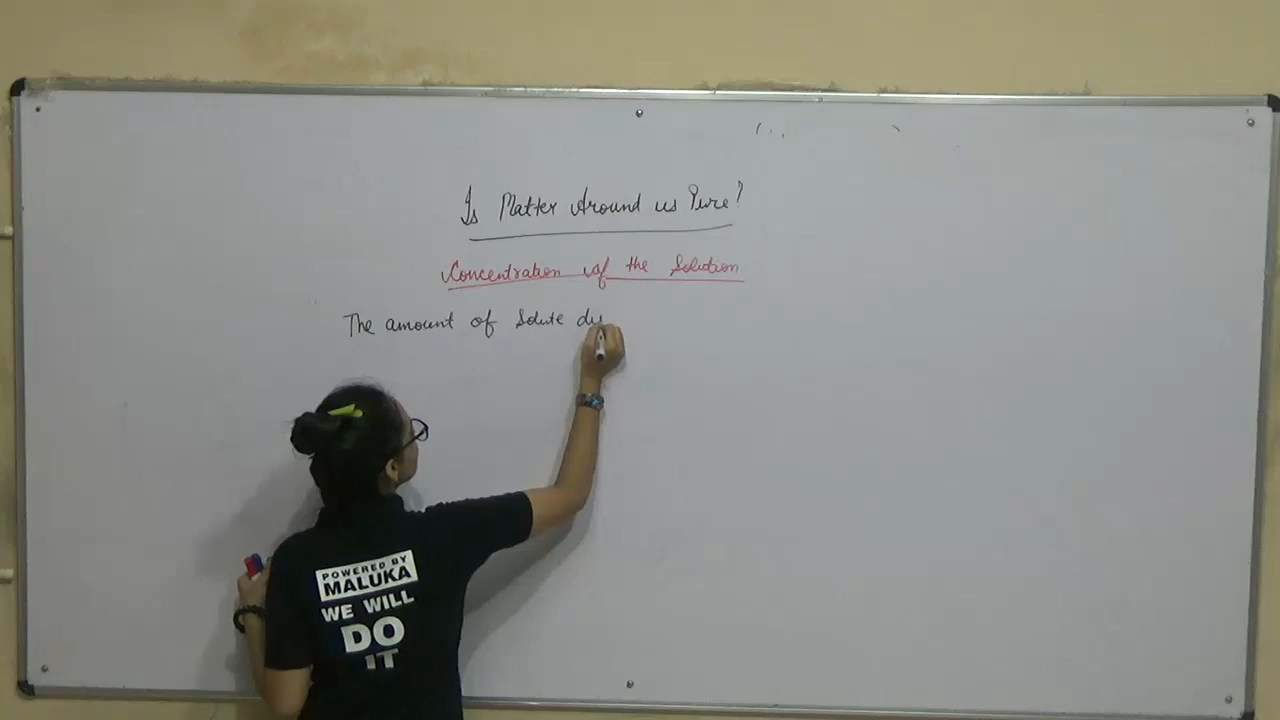 Is Matter Around us Pure?
Concentration of the Solution
The amount of Solute
POWERED BY
MALUKA
WE WILL
DO
IT